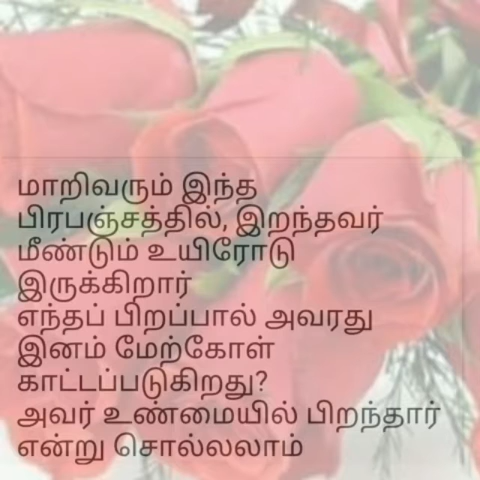 மாறிவரும் இந்த
பிரபஞ்சத்தில், இறந்தவர்
மீண்டும் உயிரோடு
இருக்கிறார்
எந்தப் பிறப்பால் அவரது
இனம் மேற்கோள்
காட்டப்படுகிறது?
அவர் உண்மையில் பிறந்தார்
என்று சொல்லலாம்